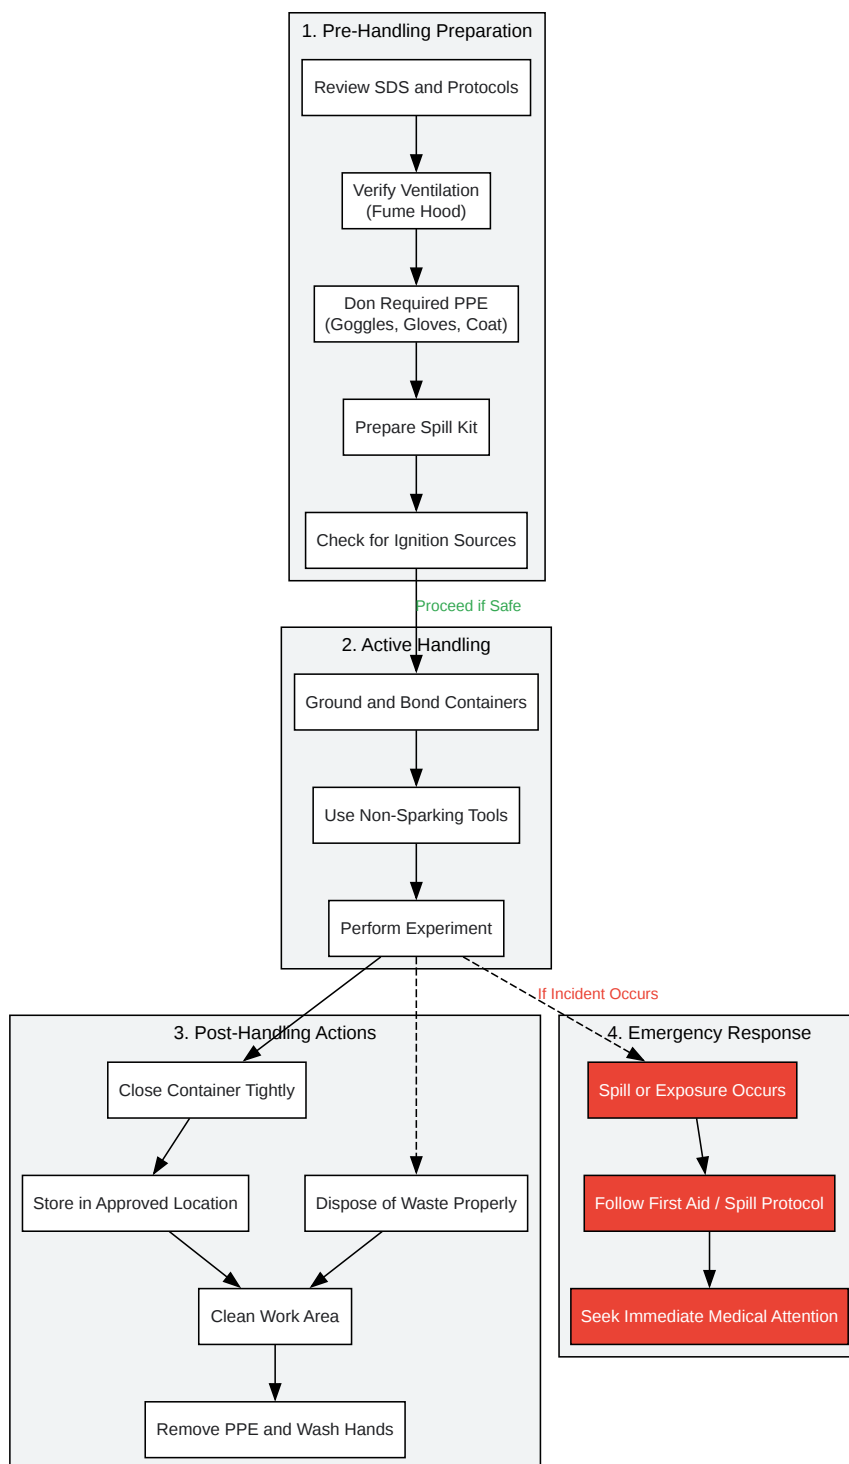 1. Pre-Handling Preparation
Review SDS and Protocols
Verify Ventilation
(Fume Hood)
Don Required PPE
(Goggles, Gloves, Coat)
Prepare Spill Kit
Check for Ignition Sources
Proceed if Safe
2. Active Handling
Ground and Bond Containers
Use Non-Sparking Tools
Perform Experiment
If Incident Occurs
3. Post-Handling Actions
Close Container Tightly
Store in Approved Location
Dispose of Waste Properly
Clean Work Area
Remove PPE and Wash Hands
4. Emergency Response
Spill or Exposure Occurs
Follow First Aid / Spill Protocol
Seek Immediate Medical Attention